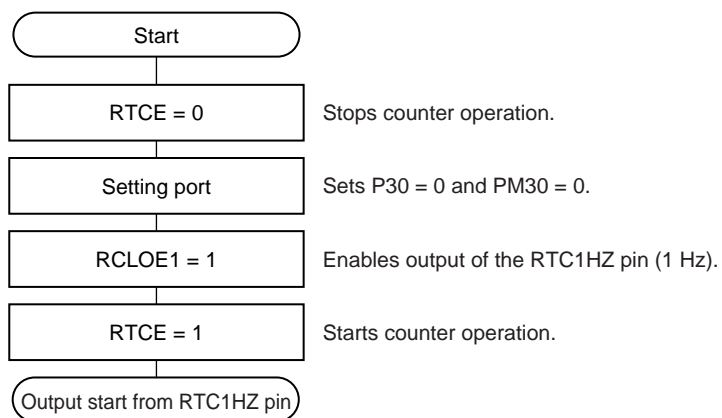 Start
RTCE = 0
Stops counter operation.
Setting port
Sets P30 = 0 and PM30 = 0.
RCLOE1 = 1
Enables output of the RTC1HZ pin (1 Hz).
RTCE = 1
Starts counter operation.
Output start from RTC1HZ pin